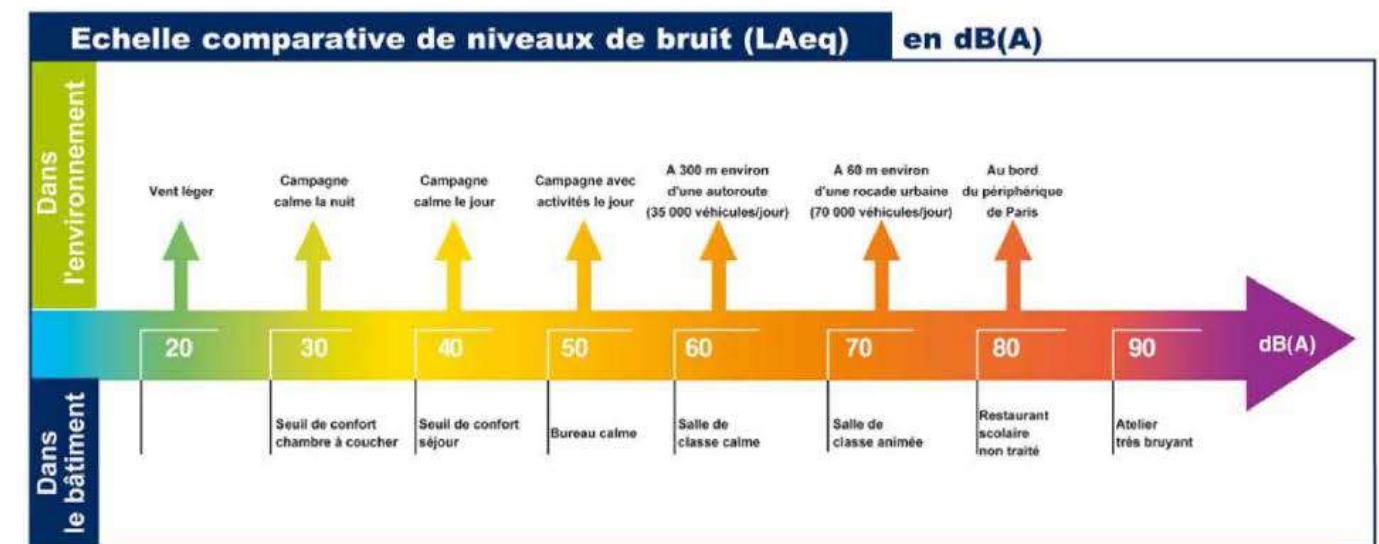 Echelle comparative de niveaux de bruit (LAeq) en dB(A)
Dans
l'environnement
Vent léger
Campagne
calme la nuit
Campagne
calme le jour
Campagne avec
activités le jour
A 300 m environ
d'une autoroute
(35 000 véhicules/jour)
A 60 m environ
d'une rocade urbaine
(70 000 véhicules/jour)
Au bord
du périphérique
de Paris
20 30 40 50 60 70 80 90 dB(A)
Dans
le bâtiment
Seuil de confort
chambre à coucher
Seuil de confort
séjour
Bureau calme
Salle de
classe calme
Salle de
classe animée
Restaurant
scolaire
non traité
Atelier
très bruyant